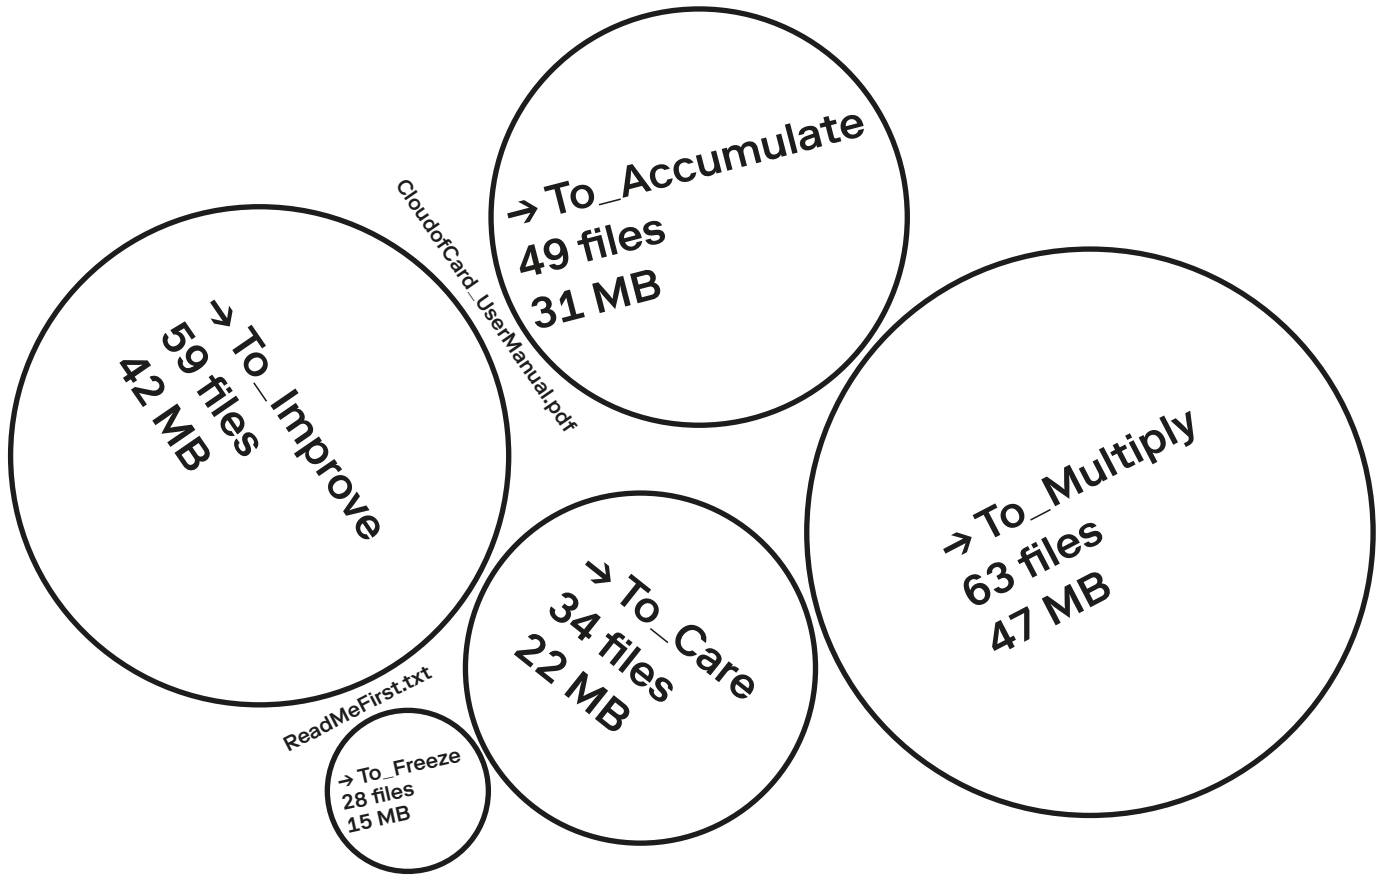 → To_Accumulate
49 files
31 MB
CloudofCard_UserManual.pdf
→ To_Improve
59 files
42 MB
→ To_Multiply
63 files
47 MB
→ To_Care
34 files
22 MB
ReadMeFirst.txt
→ To_Freeze
28 files
15 MB